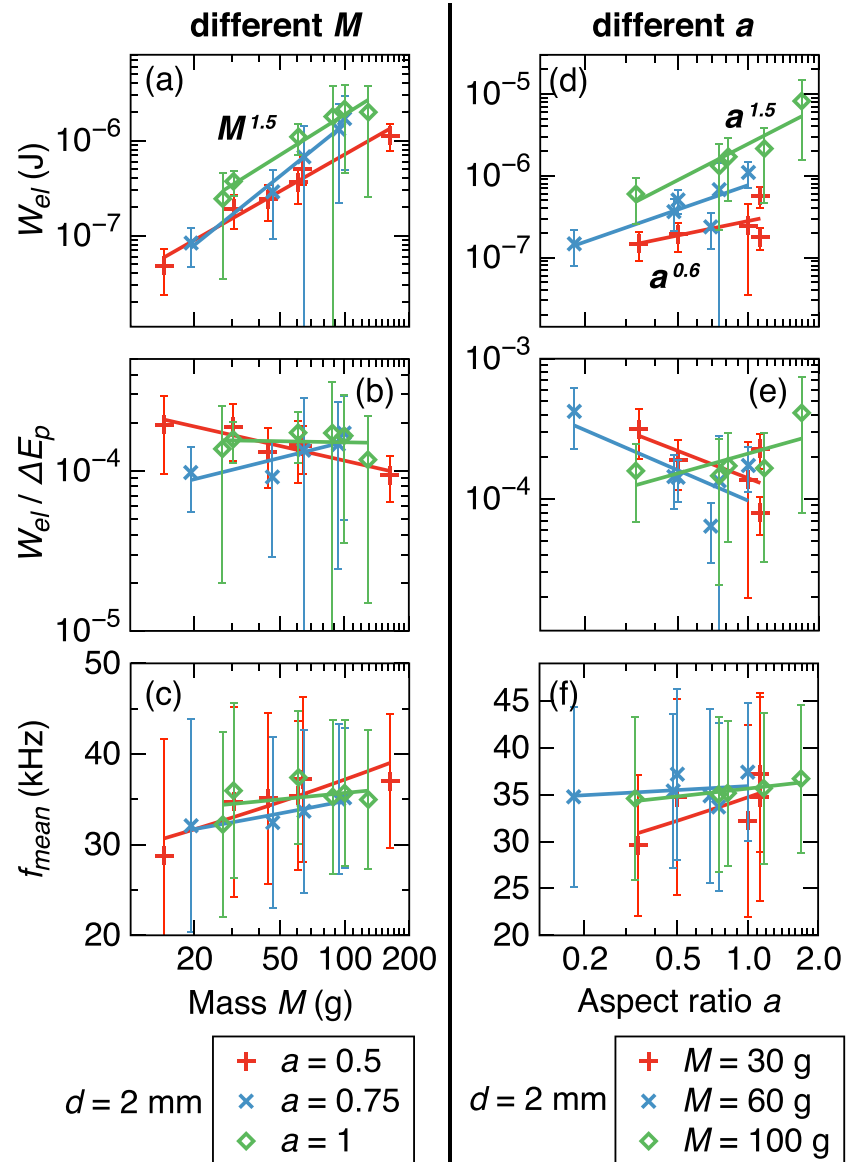 different M
different a
(a)
M^1.5
W_el (J)
10^−6
10^−7
(d)
a^1.5
a^0.6
10^−5
10^−6
10^−7
(b)
W_el / ΔE_p
10^−4
10^−5
(e)
10^−3
10^−4
(c)
f_mean (kHz)
50
40
30
20
20
50
100
200
Mass M (g)
(f)
45
40
35
30
25
20
0.2
0.5
1.0
2.0
Aspect ratio a
d = 2 mm
a = 0.5
a = 0.75
a = 1
d = 2 mm
M = 30 g
M = 60 g
M = 100 g